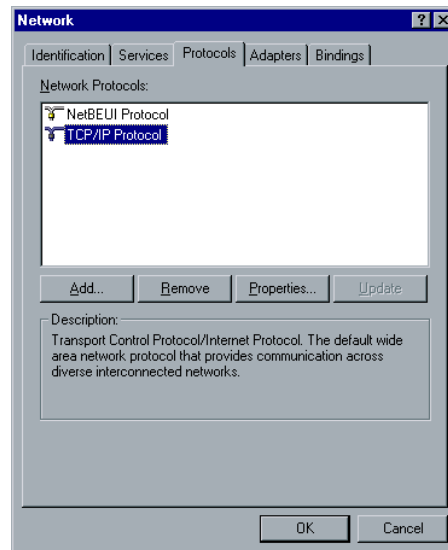 Network
Identification Services Protocols Adapters Bindings
Network Protocols:
NetBEUI Protocol
TCP/IP Protocol
Add... Remove Properties... Update
Description:
Transport Control Protocol/Internet Protocol. The default wide
area network protocol that provides communication across
diverse interconnected networks.
OK Cancel